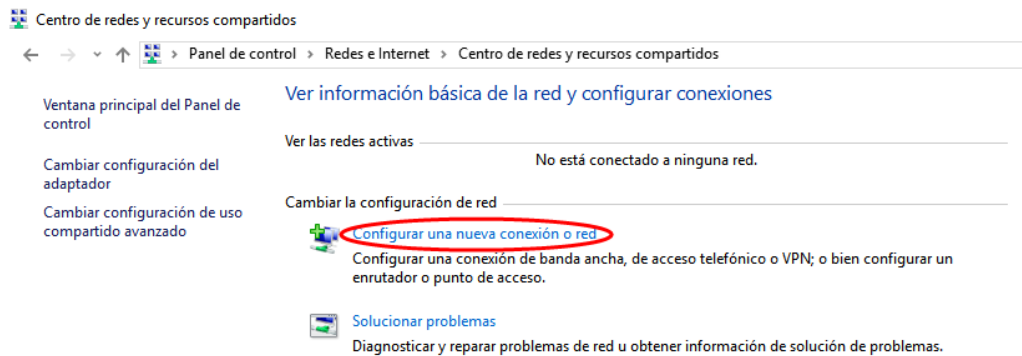 Centro de redes y recursos compartidos
Panel de control > Redes e Internet > Centro de redes y recursos compartidos
Ventana principal del Panel de
control
Cambiar configuración del
adaptador
Cambiar configuración de uso
compartido avanzado
Ver información básica de la red y configurar conexiones
Ver las redes activas
No está conectado a ninguna red.
Cambiar la configuración de red
Configurar una nueva conexión o red
Configurar una conexión de banda ancha, de acceso telefónico o VPN; o bien configurar un
enrutador o punto de acceso.
Solucionar problemas
Diagnosticar y reparar problemas de red u obtener información de solución de problemas.